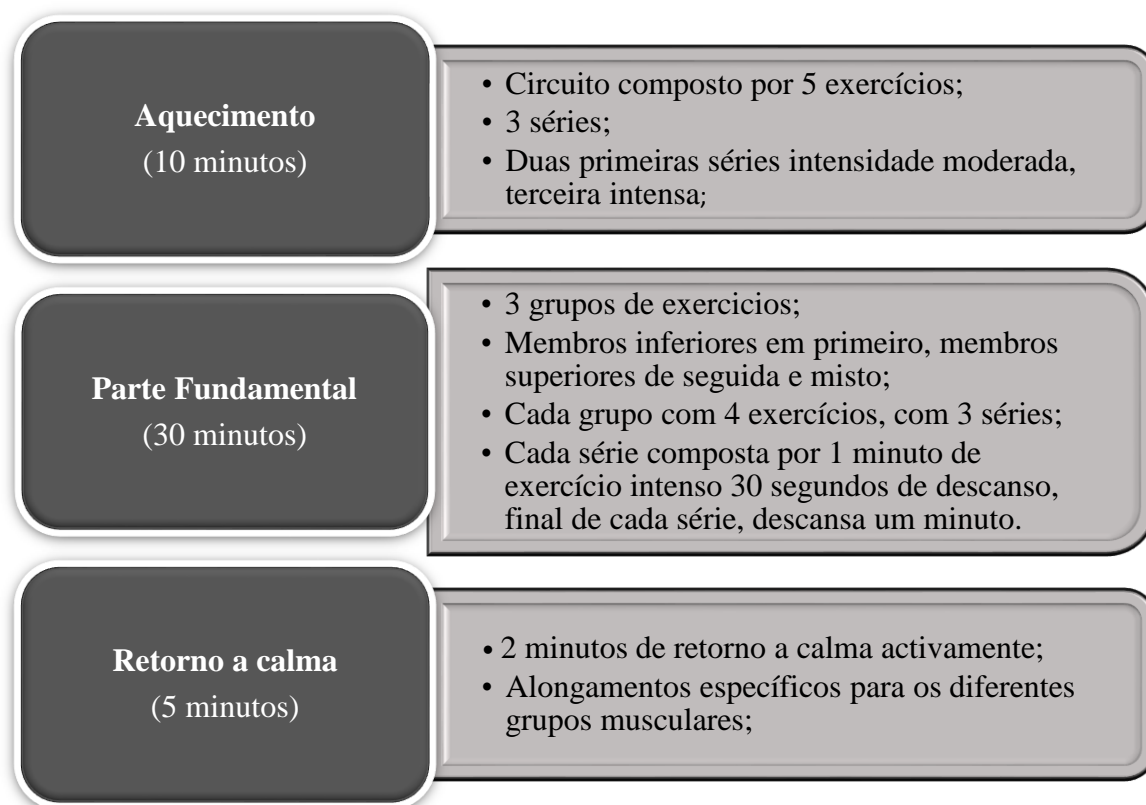 Aquecimento
(10 minutos)
• Circuito composto por 5 exercícios;
• 3 séries;
• Duas primeiras séries intensidade moderada,
terceira intensa;
Parte Fundamental
(30 minutos)
• 3 grupos de exercicios;
• Membros inferiores em primeiro, membros
superiores de seguida e misto;
• Cada grupo com 4 exercícios, com 3 séries;
• Cada série composta por 1 minuto de
exercício intenso 30 segundos de descanso,
final de cada série, descansa um minuto.
Retorno a calma
(5 minutos)
• 2 minutos de retorno a calma activamente;
• Alongamentos específicos para os diferentes
grupos musculares;